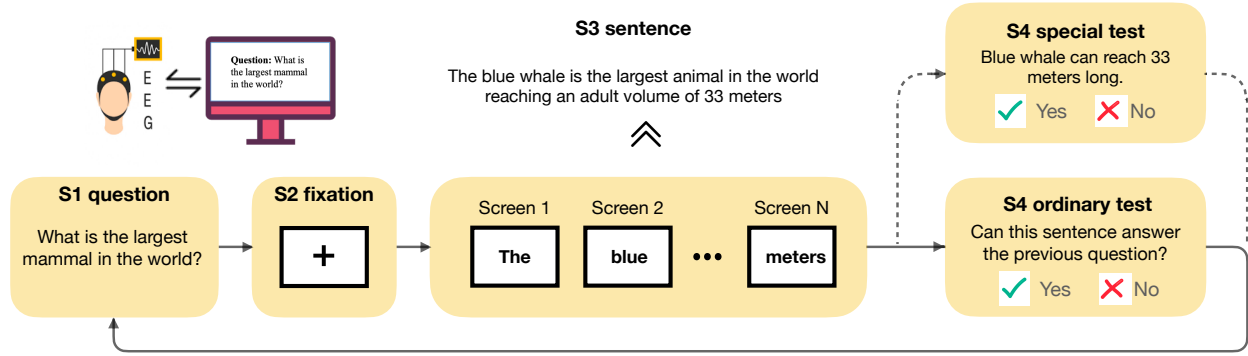 E
E
G
Question: What is
the largest mammal
in the world?
S3 sentence
The blue whale is the largest animal in the world
reaching an adult volume of 33 meters
S4 special test
Blue whale can reach 33
meters long.
Yes No
S1 question
What is the largest
mammal in the world?
S2 fixation
+
Screen 1 Screen 2 Screen N
The blue ••• meters
S4 ordinary test
Can this sentence answer
the previous question?
Yes No